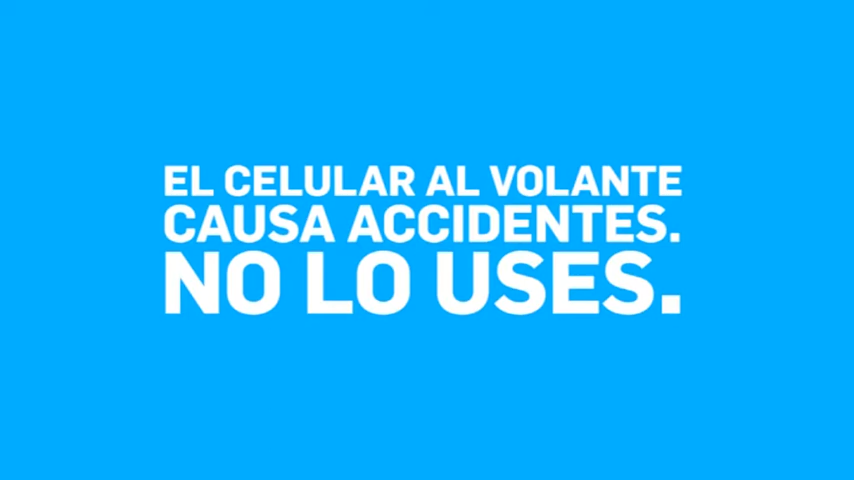 EL CELULAR AL VOLANTE
CAUSA ACCIDENTES.
NO LO USES.